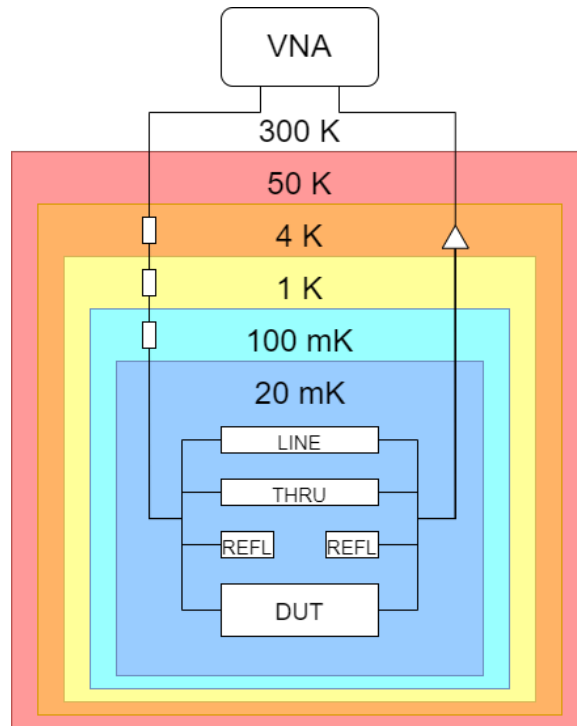 VNA
300 K
50 K
4 K
1 K
100 mK
20 mK
LINE
THRU
REFL REFL
DUT